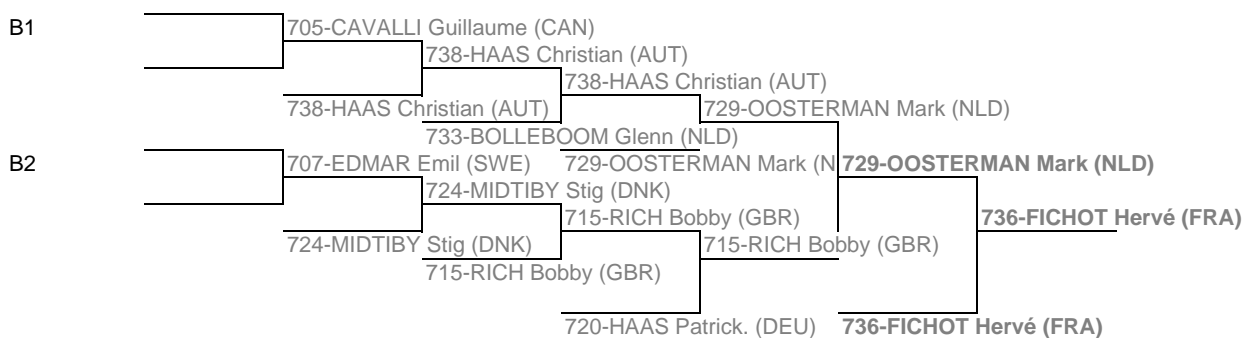 B1
705-CAVALLI Guillaume (CAN)
738-HAAS Christian (AUT)
738-HAAS Christian (AUT)
738-HAAS Christian (AUT) 729-OOSTERMAN Mark (NLD)
733-BOLLEBOOM Glenn (NLD)
B2 707-EDMAR Emil (SWE) 729-OOSTERMAN Mark (N 729-OOSTERMAN Mark (NLD)
724-MIDTIBY Stig (DNK)
715-RICH Bobby (GBR) 736-FICHOT Hervé (FRA)
724-MIDTIBY Stig (DNK) 715-RICH Bobby (GBR)
715-RICH Bobby (GBR)
720-HAAS Patrick. (DEU) 736-FICHOT Hervé (FRA)